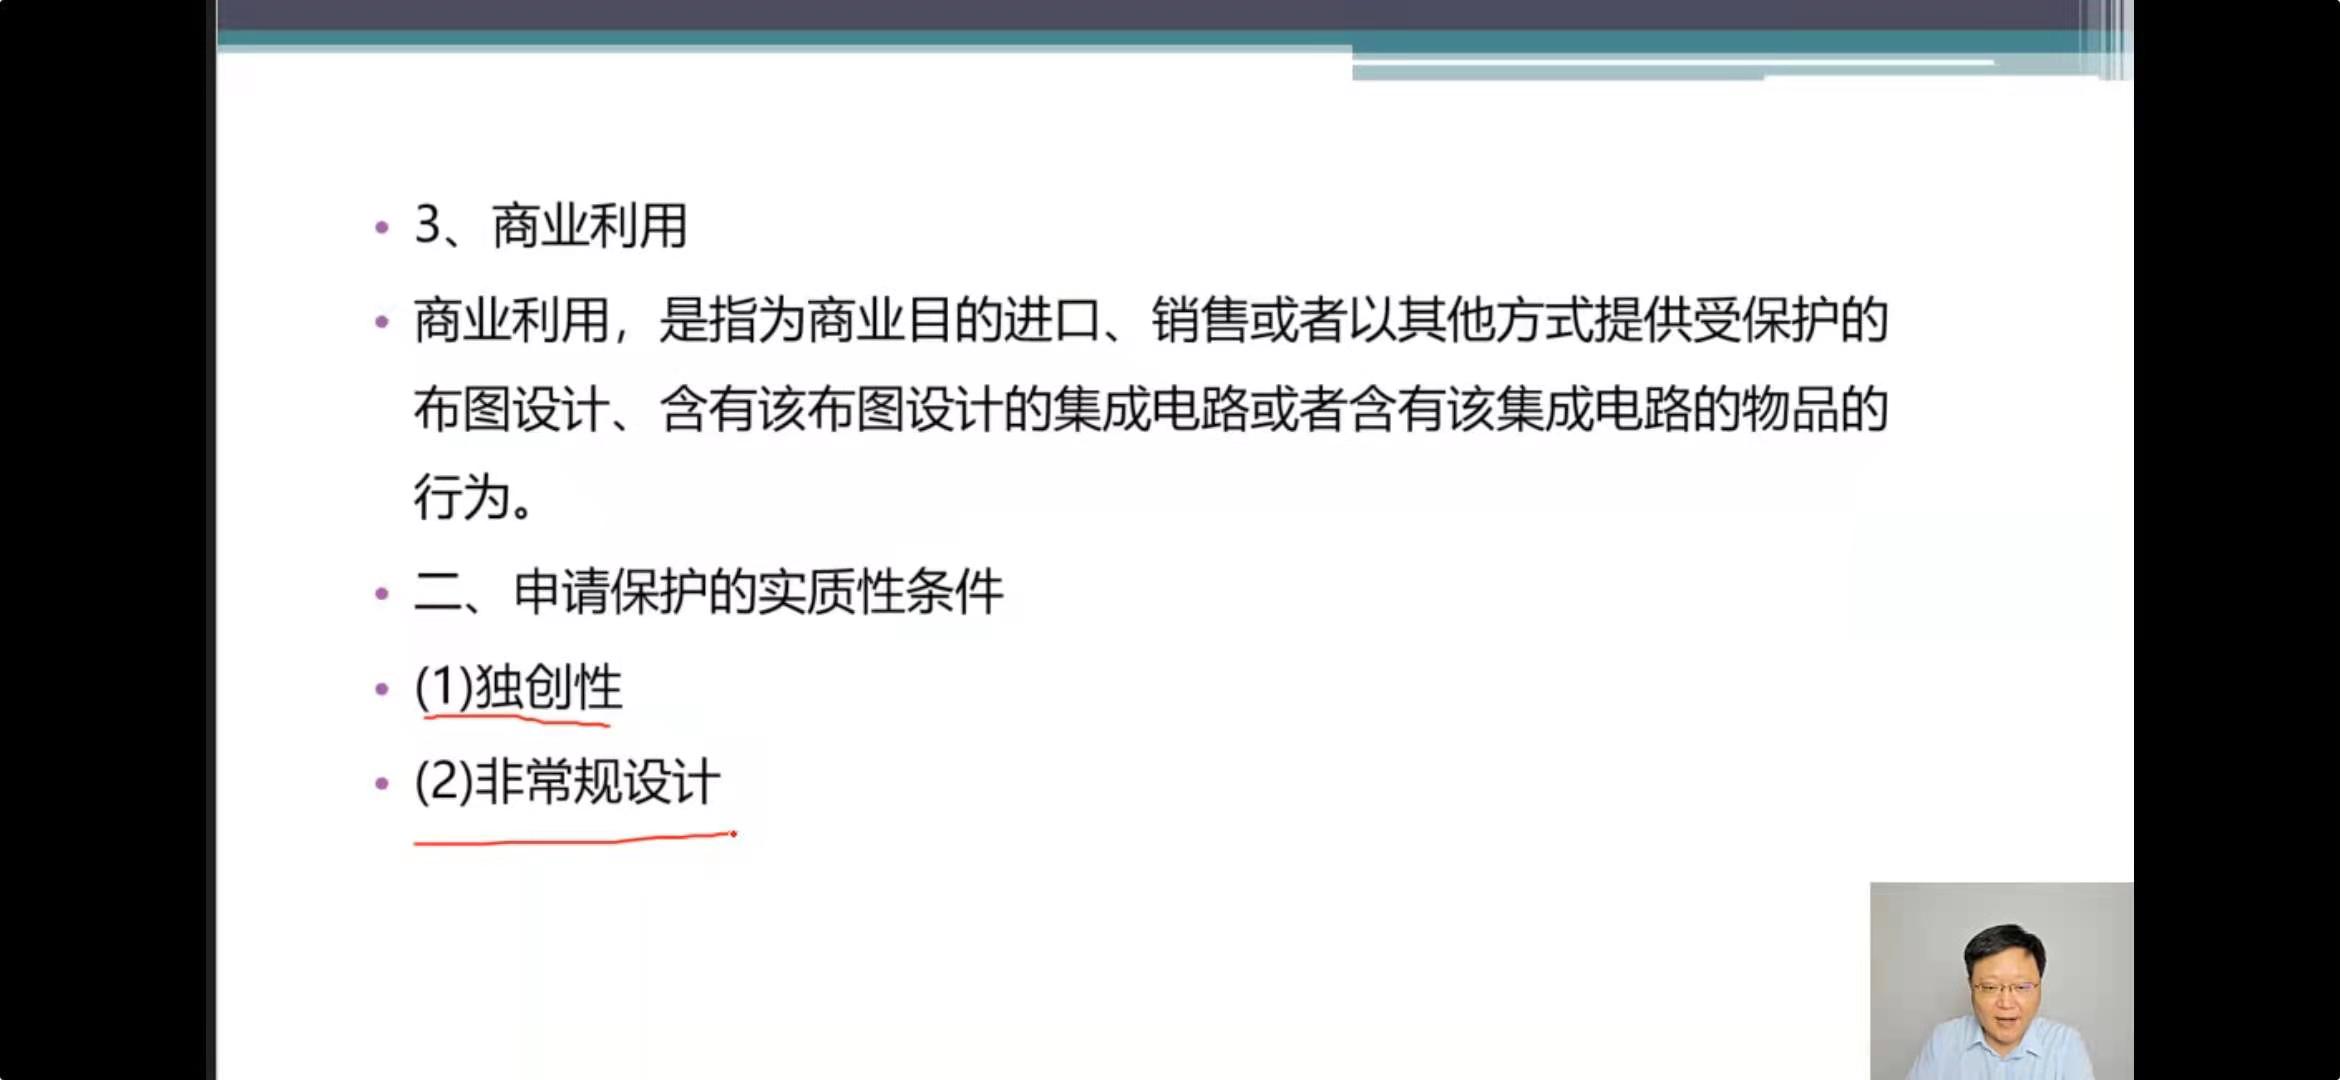 3、商业利用
商业利用，是指为商业目的进口、销售或者以其他方式提供受保护的
布图设计、含有该布图设计的集成电路或者含有该集成电路的物品的
行为。
二、申请保护的实质性条件
(1)独创性
(2)非常规设计